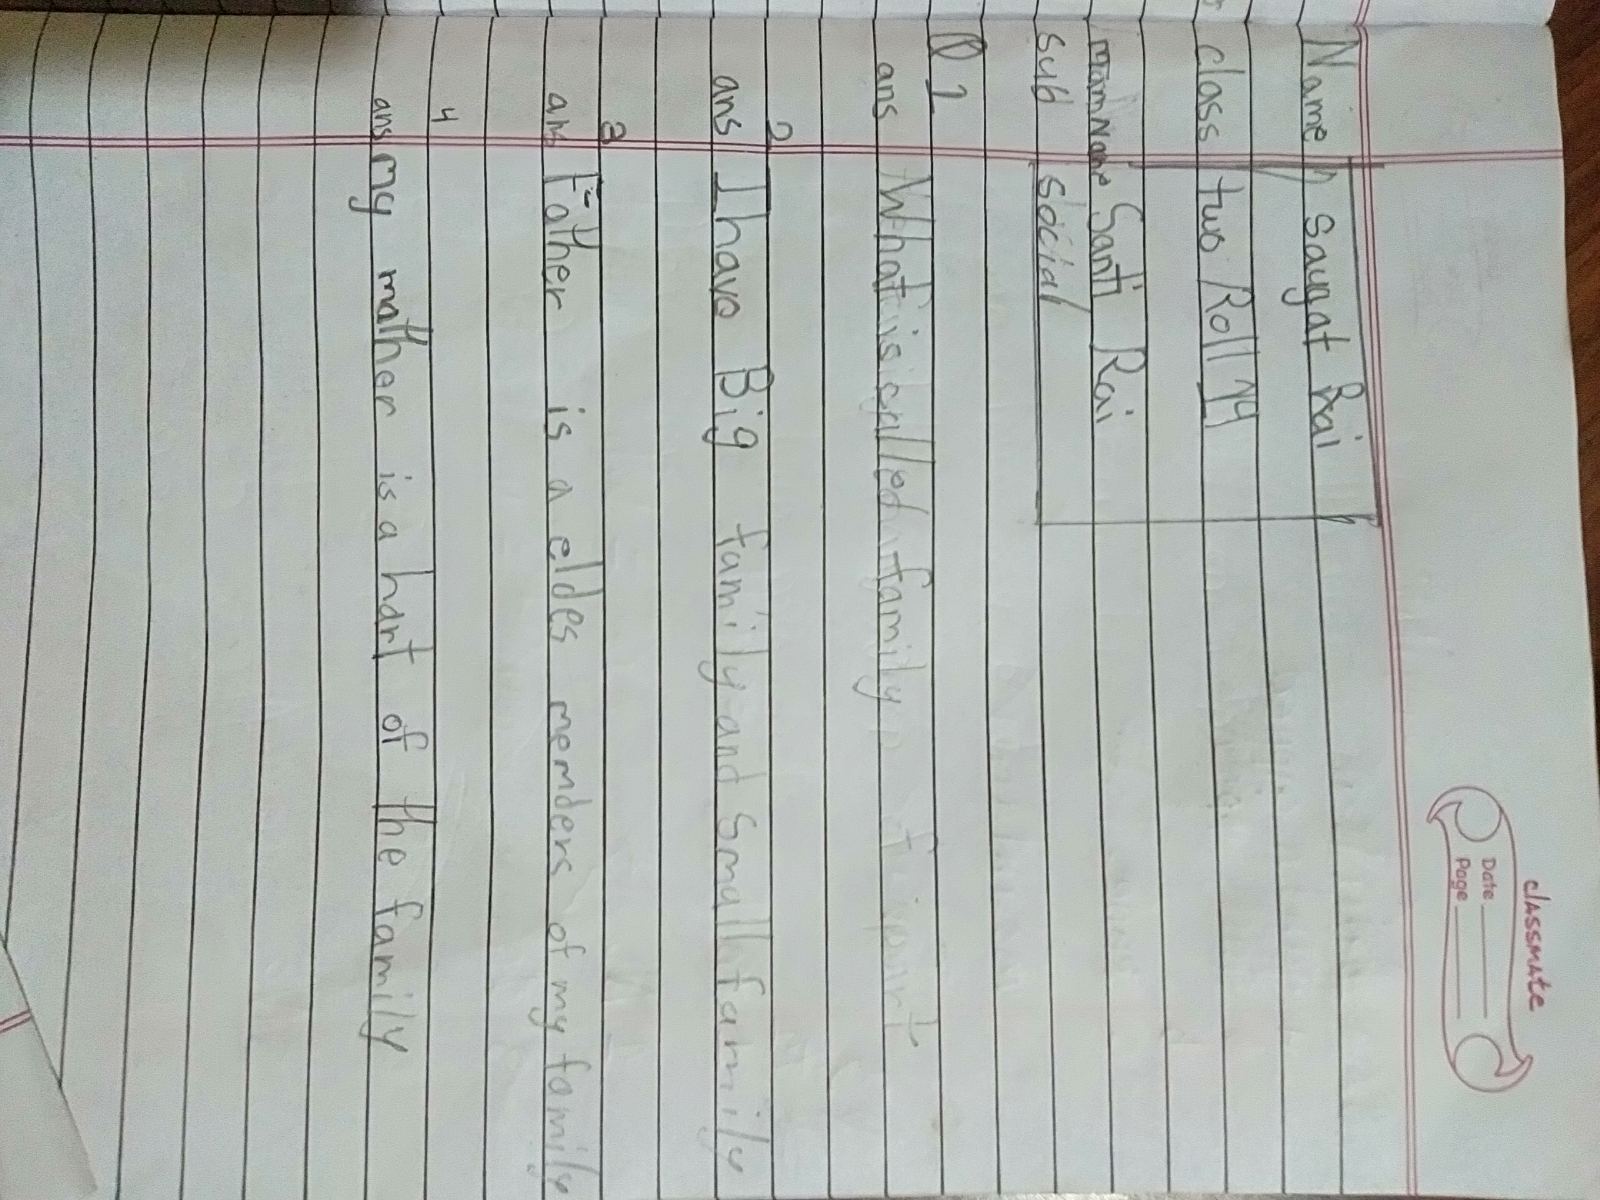 classmate
Date
Page
Name Saugat Rai
class two Roll 14
Mam Name Santi Rai
Sub Social
Q 1
ans What is called family
2
ans I have Big family and Small family
3
ans Father is a eldes memders of my family
4
ans my mather is a hart of the family